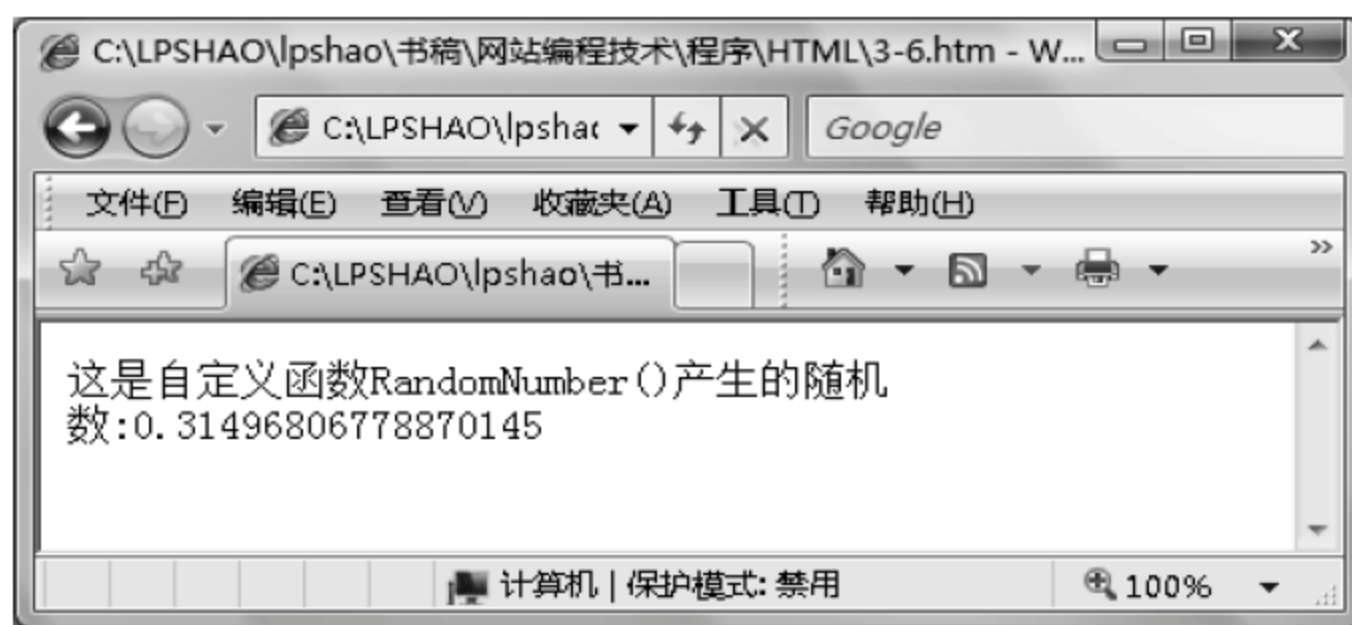 C:\LPSHAO\lpshao\书稿\网站编程技术\程序\HTML\3-6.htm - W...
C:\LPSHAO\lpshac
Google
文件(F) 编辑(E) 查看(V) 收藏夹(A) 工具(T) 帮助(H)
C:\LPSHAO\lpshao\书...
»
这是自定义函数RandomNumber()产生的随机
数:0.31496806778870145
计算机 | 保护模式: 禁用
100%